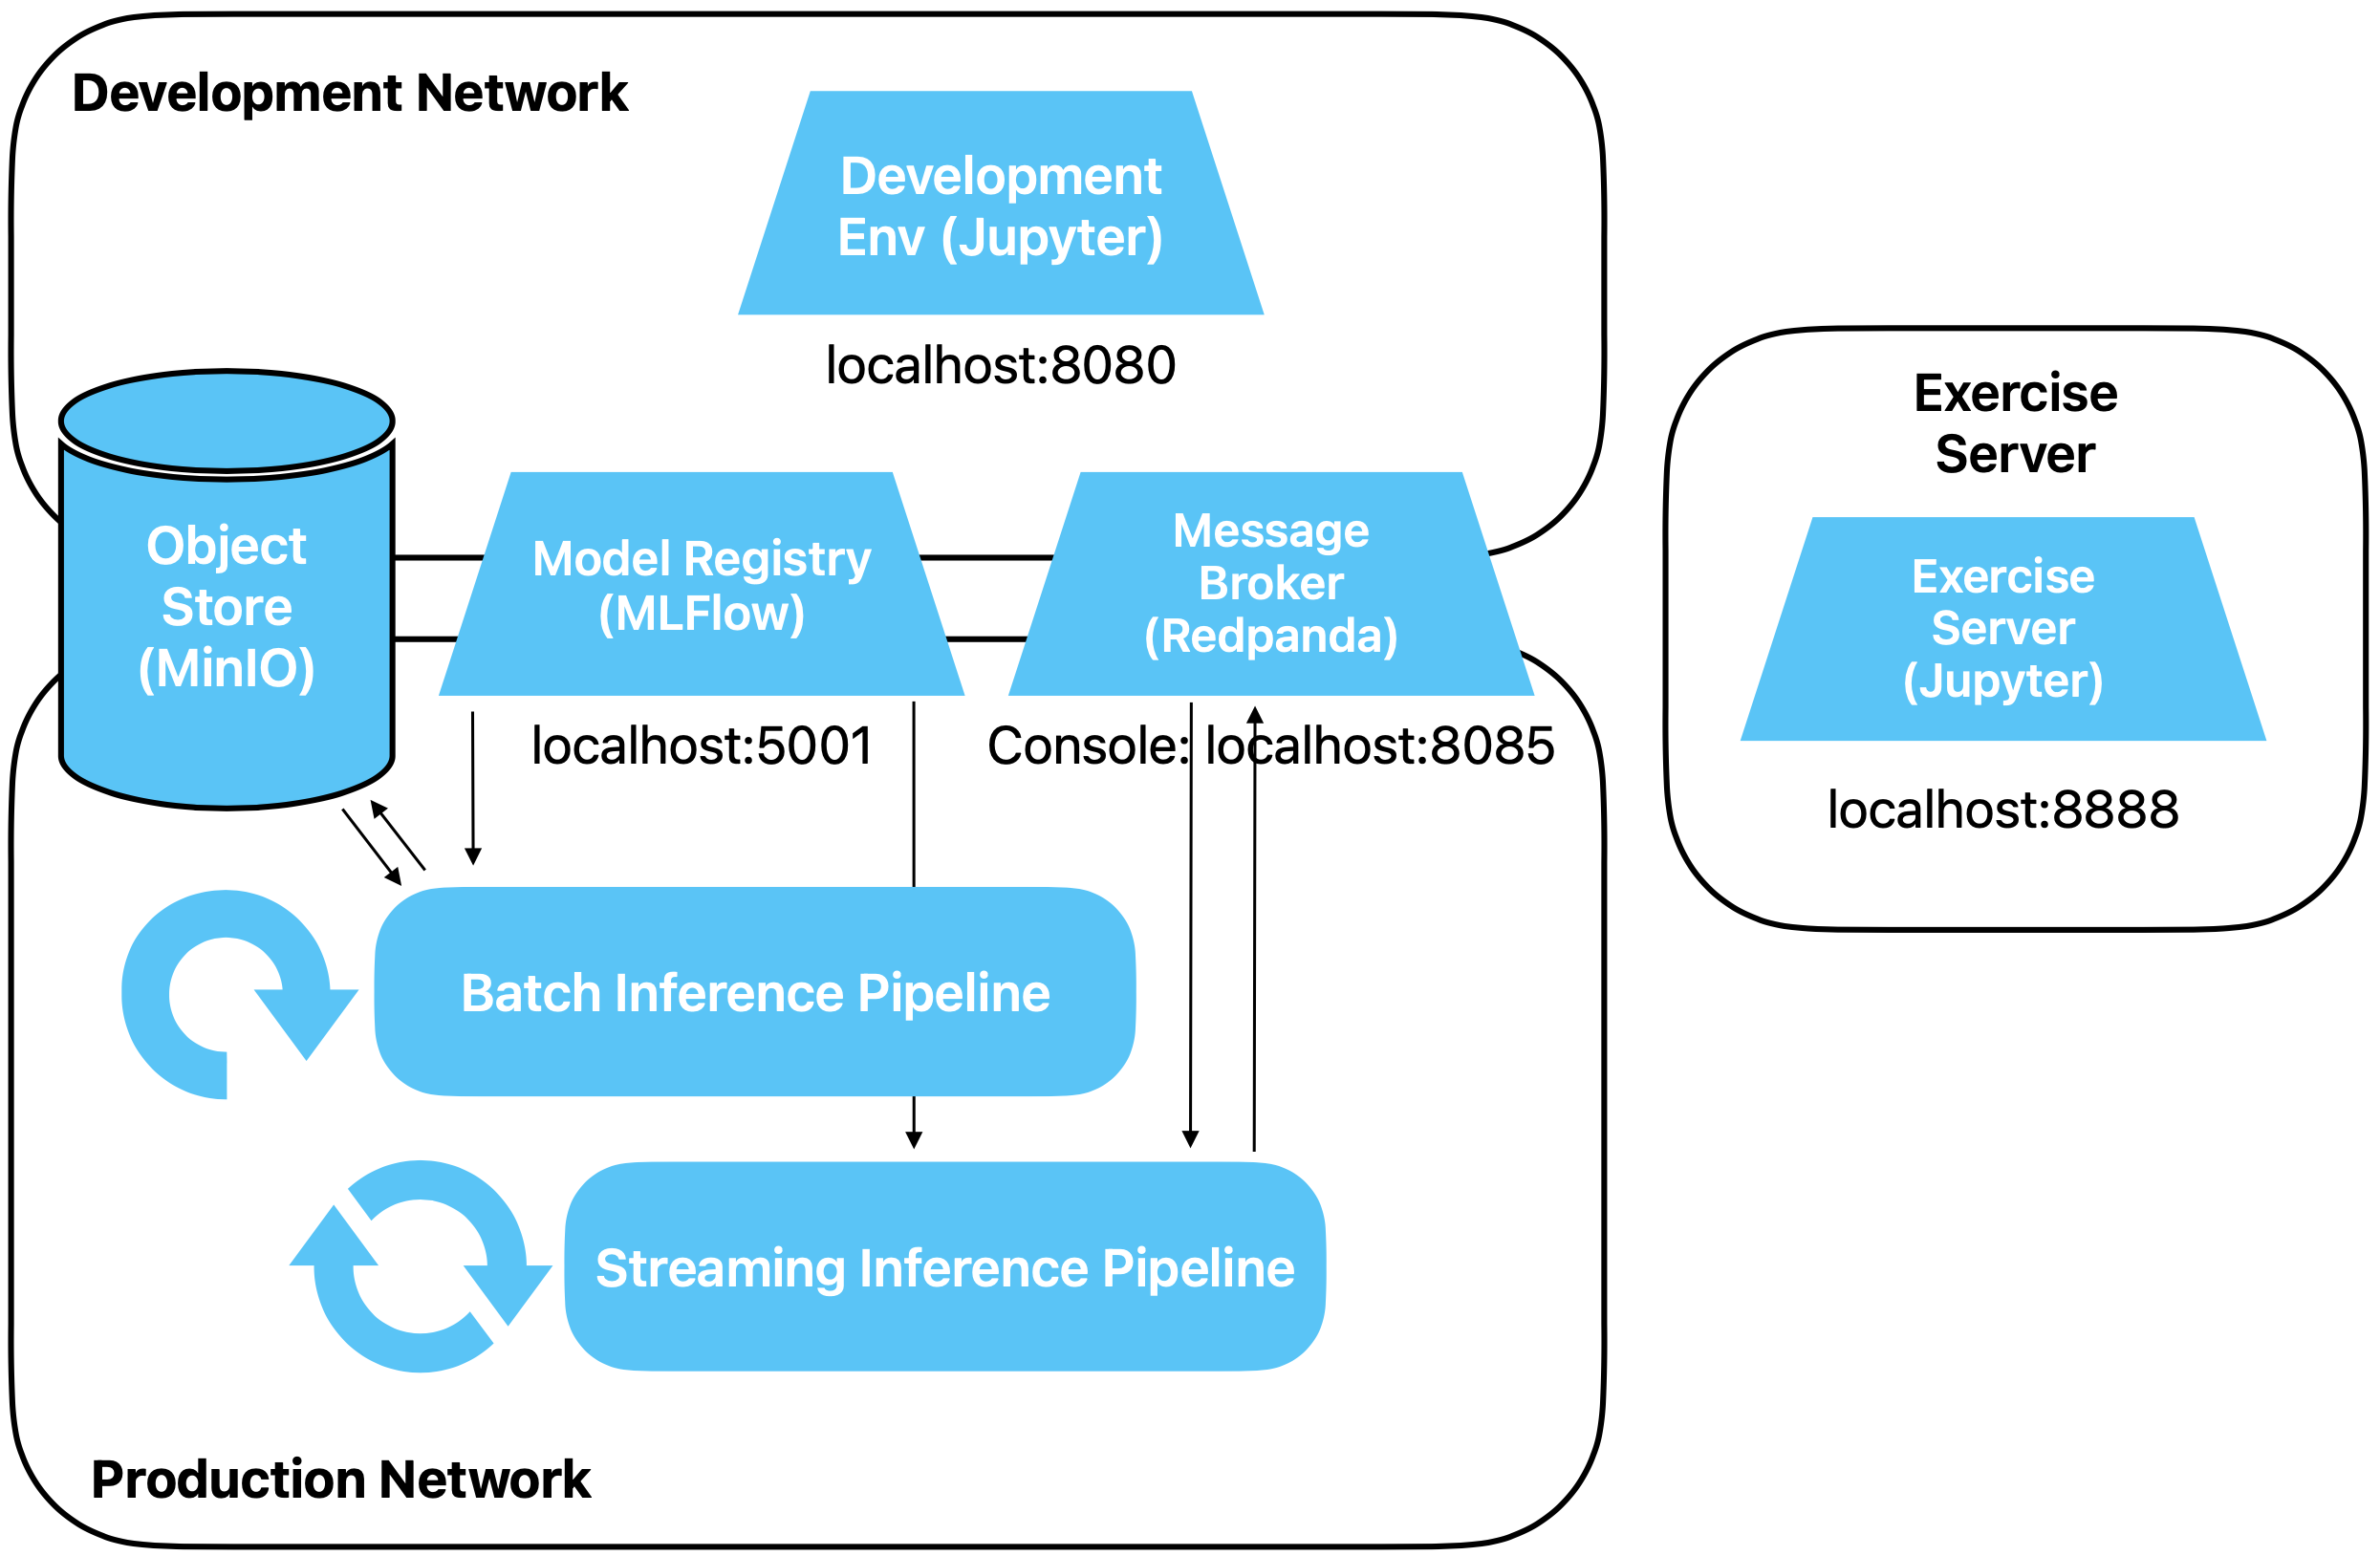 Development Network
Development
Env (Jupyter)
localhost:8080
Object
Store
(MinIO)
Model Registry
(MLFlow)
localhost:5001
Message
Broker
(Redpanda)
Console: localhost:8085
Exercise
Server
Exercise
Server
(Jupyter)
localhost:8888
Batch Inference Pipeline
Streaming Inference Pipeline
Production Network